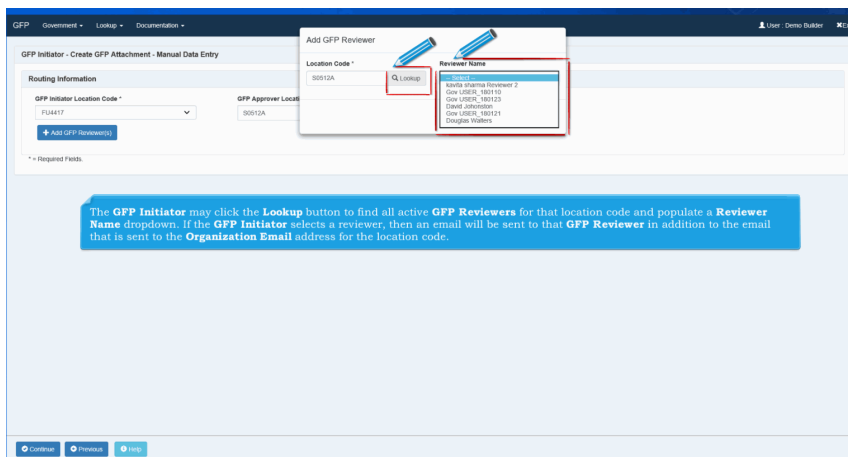 GFP Government Lookup Documentation User : Demo Builder
Add GFP Reviewer
GFP Initiator - Create GFP Attachment - Manual Data Entry
Location Code * Reviewer Name
Routing Information
S0512A Lookup -- Select --
kavita sharma Reviewer 2
Gov USER_180110
Gov USER_180123
David Johonston
Gov USER_180121
Douglas Walters
GFP Initiator Location Code * GFP Approver Locati
FU4417 S0512A
+ Add GFP Reviewer(s)
* = Required Fields.
The GFP Initiator may click the Lookup button to find all active GFP Reviewers for that location code and populate a Reviewer
Name dropdown. If the GFP Initiator selects a reviewer, then an email will be sent to that GFP Reviewer in addition to the email
that is sent to the Organization Email address for the location code.
Continue Previous Help